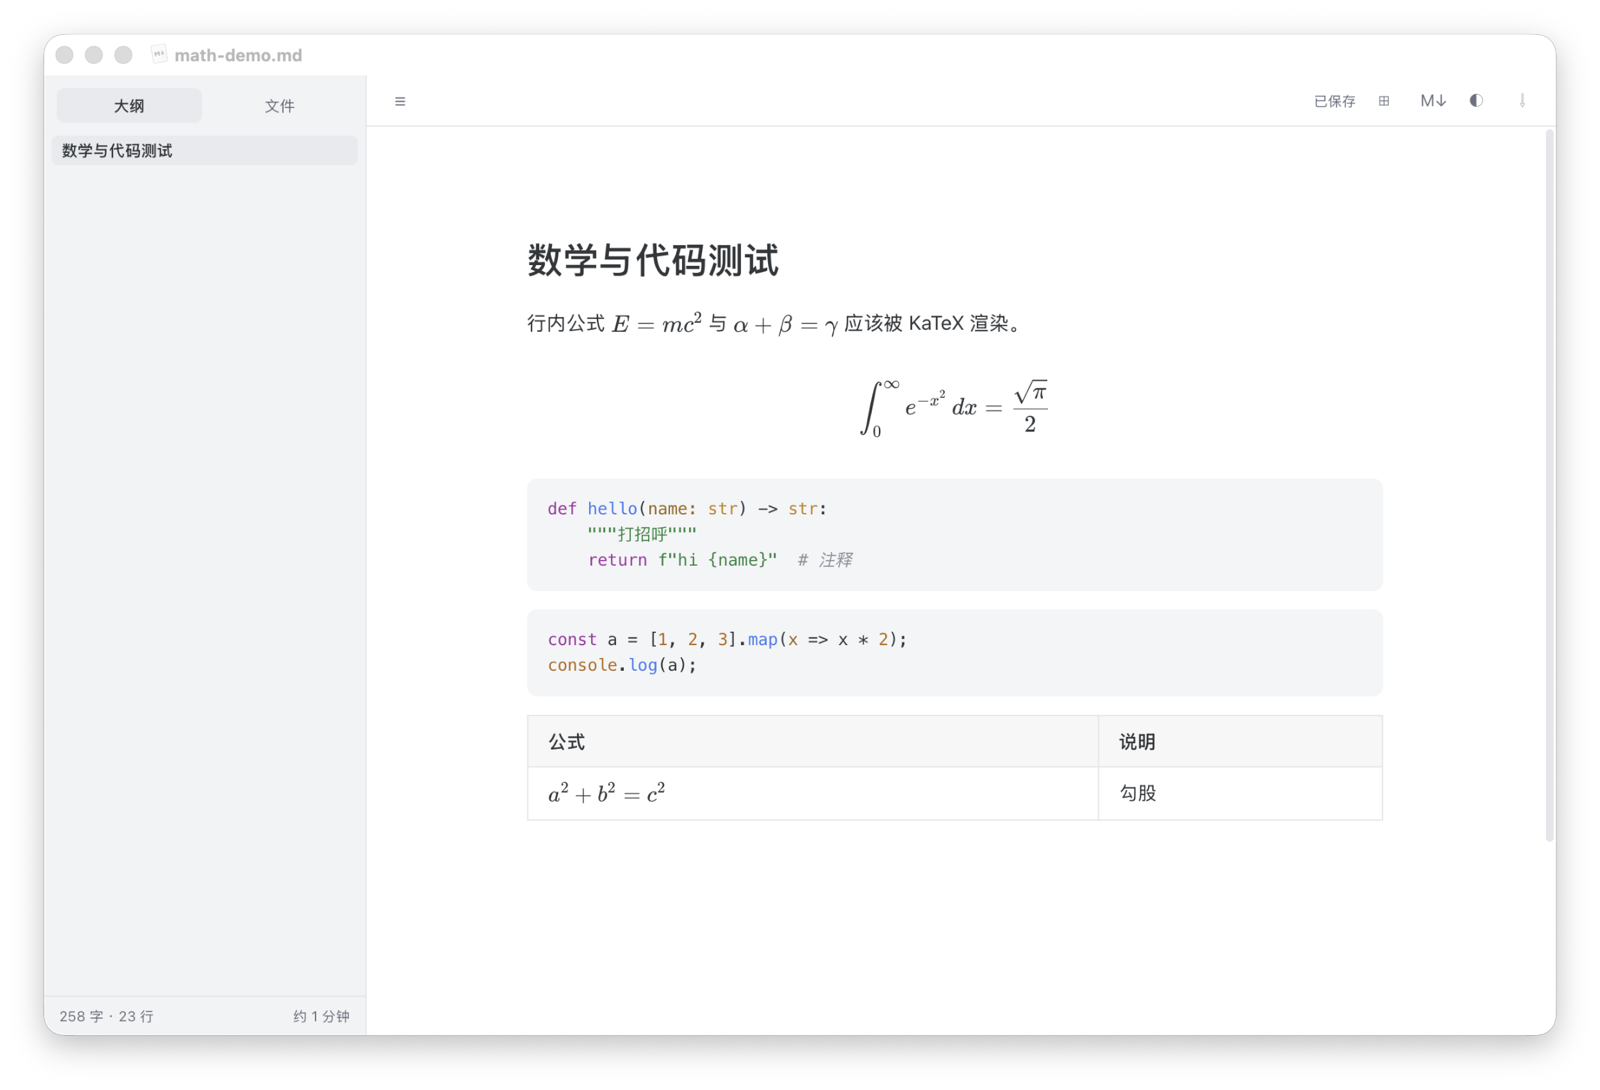 math-demo.md
大纲 文件
已保存 M↓
数学与代码测试
数学与代码测试
行内公式 E = mc² 与 α + β = γ 应该被 KaTeX 渲染。
∫₀^∞ e^{-x²} dx = √π / 2
def hello(name: str) -> str:
    """打招呼"""
    return f"hi {name}"  # 注释
const a = [1, 2, 3].map(x => x * 2);
console.log(a);
公式 说明
a² + b² = c² 勾股
258 字 · 23 行 约 1 分钟